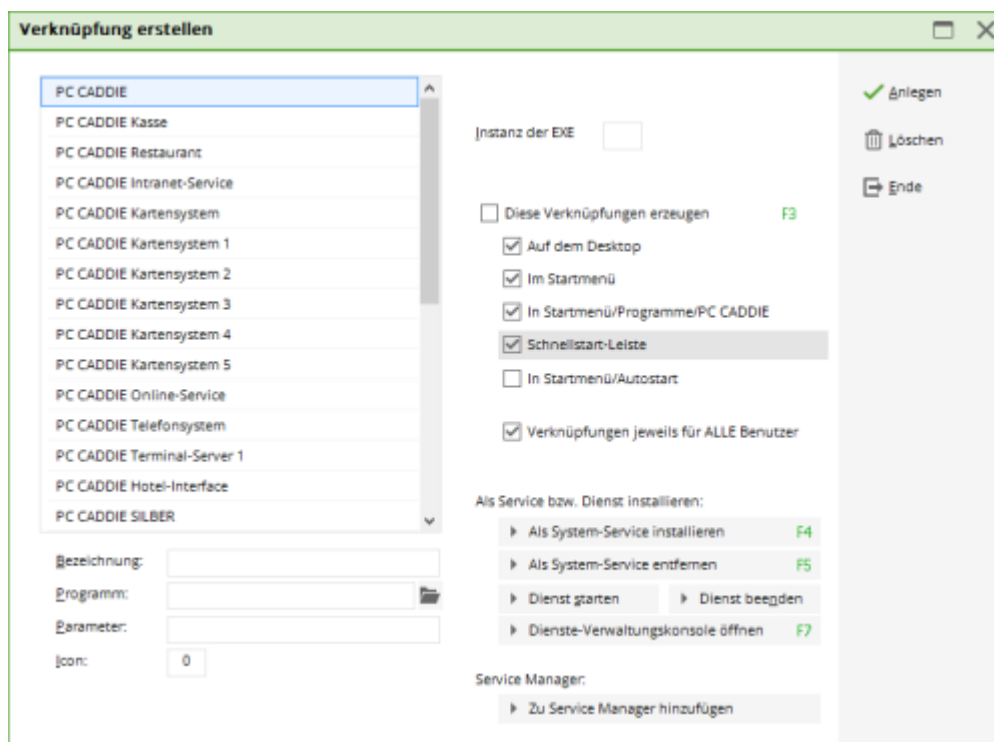 Verknüpfung erstellen
PC CADDIE
PC CADDIE Kasse
PC CADDIE Restaurant
PC CADDIE Intranet-Service
PC CADDIE Kartensystem
PC CADDIE Kartensystem 1
PC CADDIE Kartensystem 2
PC CADDIE Kartensystem 3
PC CADDIE Kartensystem 4
PC CADDIE Kartensystem 5
PC CADDIE Online-Service
PC CADDIE Telefonsystem
PC CADDIE Terminal-Server 1
PC CADDIE Hotel-Interface
PC CADDIE SILBER
Bezeichnung:
Programm:
Parameter:
Icon: 0
Instanz der EXE
Diese Verknüpfungen erzeugen F3
Auf dem Desktop
Im Startmenü
In Startmenü/Programme/PC CADDIE
Schnellstart-Leiste
In Startmenü/Autostart
Verknüpfungen jeweils für ALLE Benutzer
Als Service bzw. Dienst installieren:
Als System-Service installieren F4
Als System-Service entfernen F5
Dienst starten Dienst beenden
Dienste-Verwaltungskonsole öffnen F7
Service Manager:
Zu Service Manager hinzufügen
Anlegen
Löschen
Ende